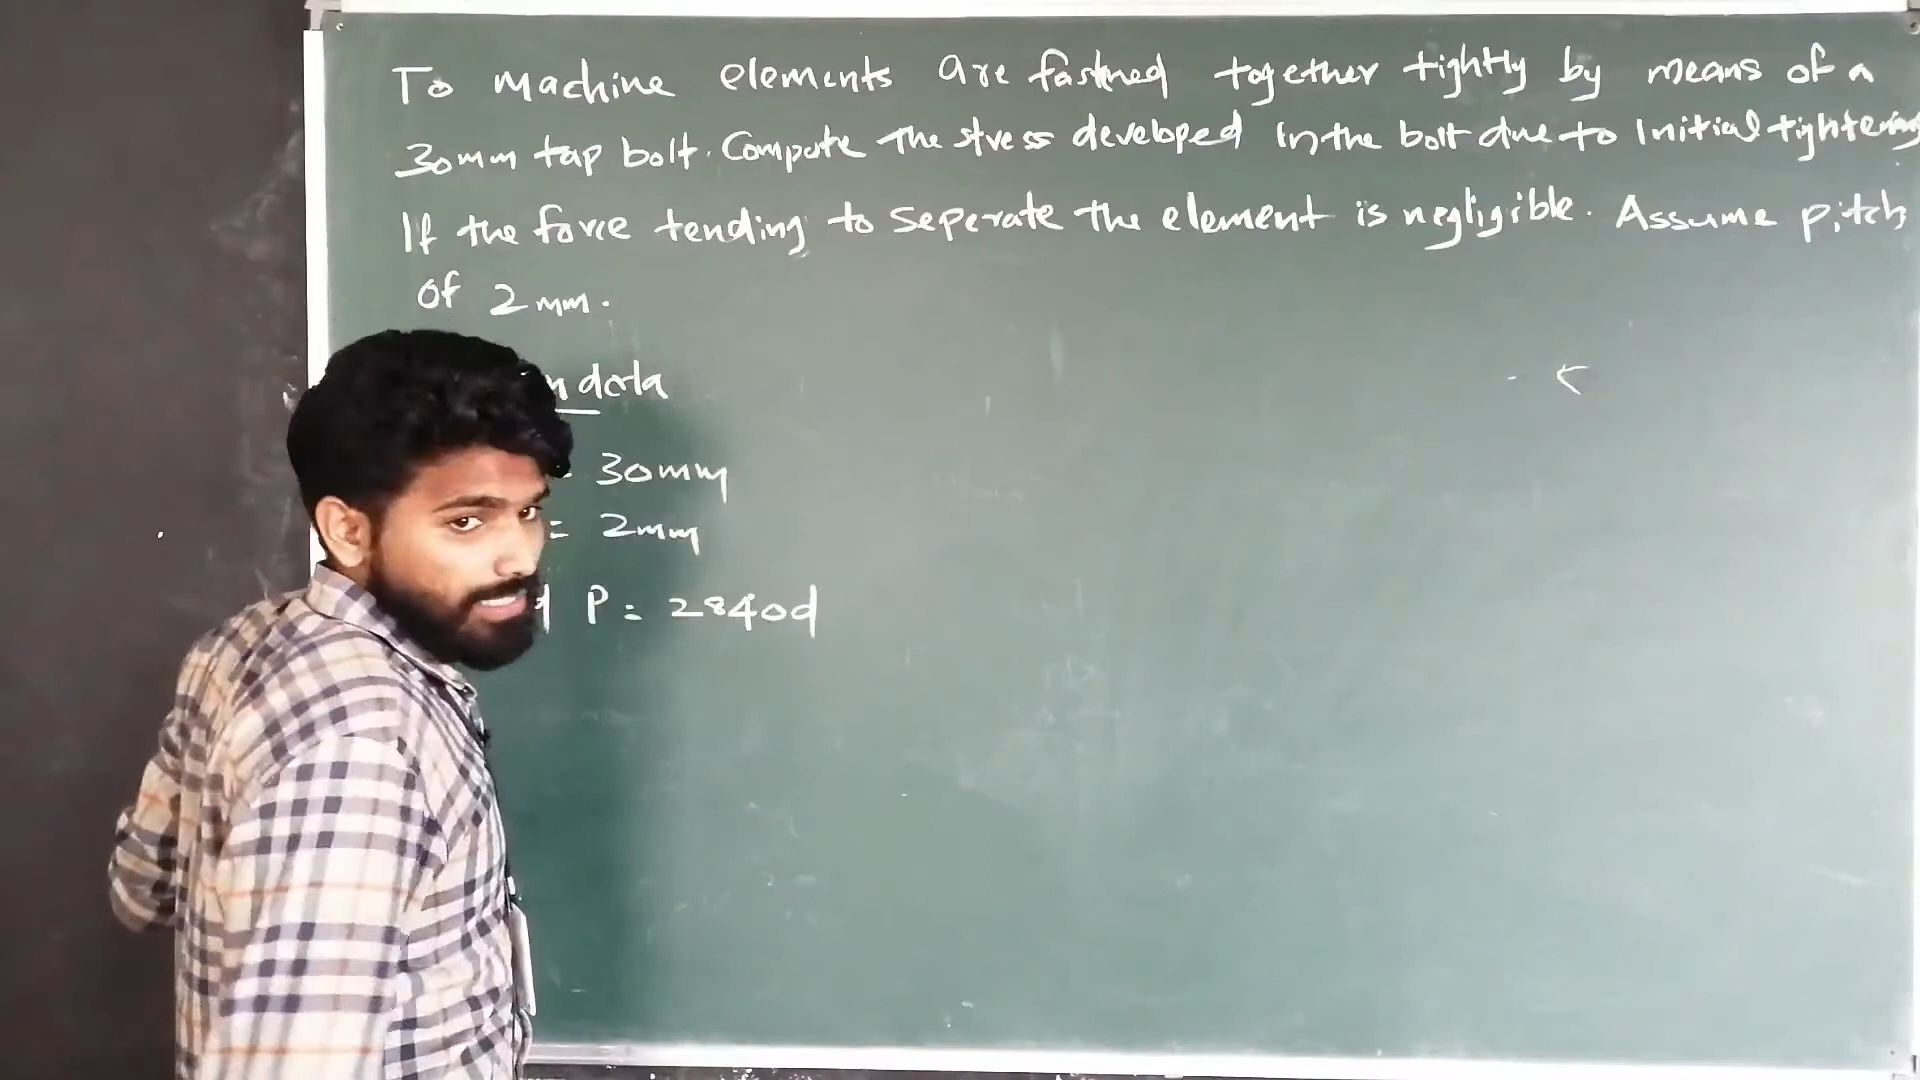 To machine elements are fastned together tightly by means of a
30mm tap bolt. Compute the stress developed in the bolt due to Initial tightening
If the force tending to seperate the element is negligible. Assume pitch
of 2mm.
data
= 30mm
= 2mm
P = 2840d